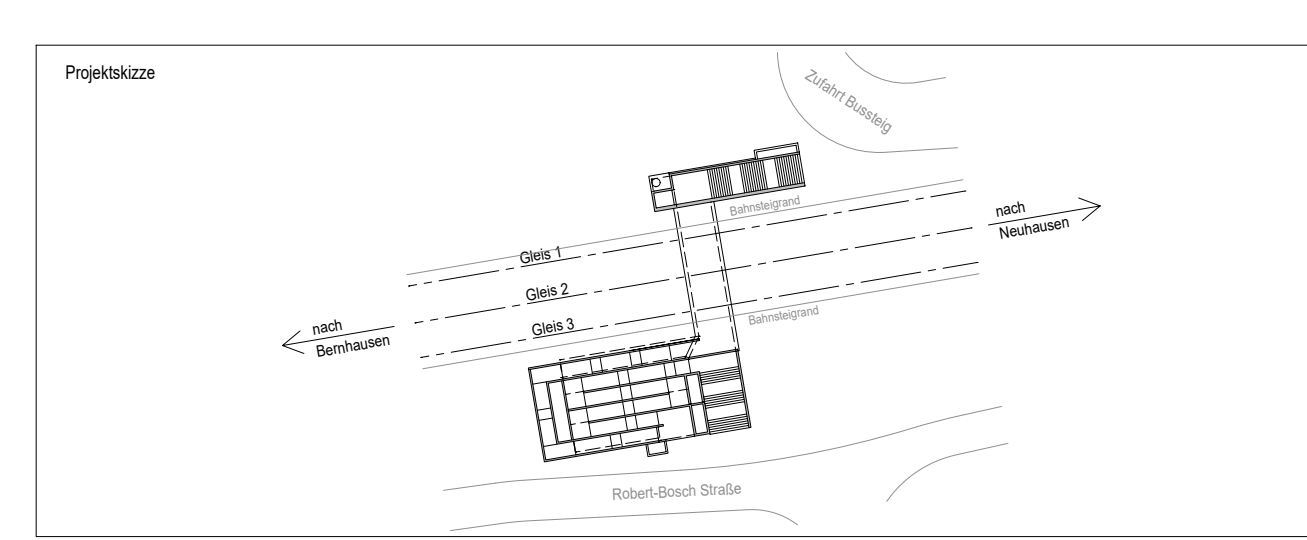 Projektskizze
Zufahrt Bussteig
Bahnsteigrand
nach
Neuhausen
Gleis 1
Gleis 2
Gleis 3
Bahnsteigrand
nach
Bernhausen
Robert-Bosch Straße